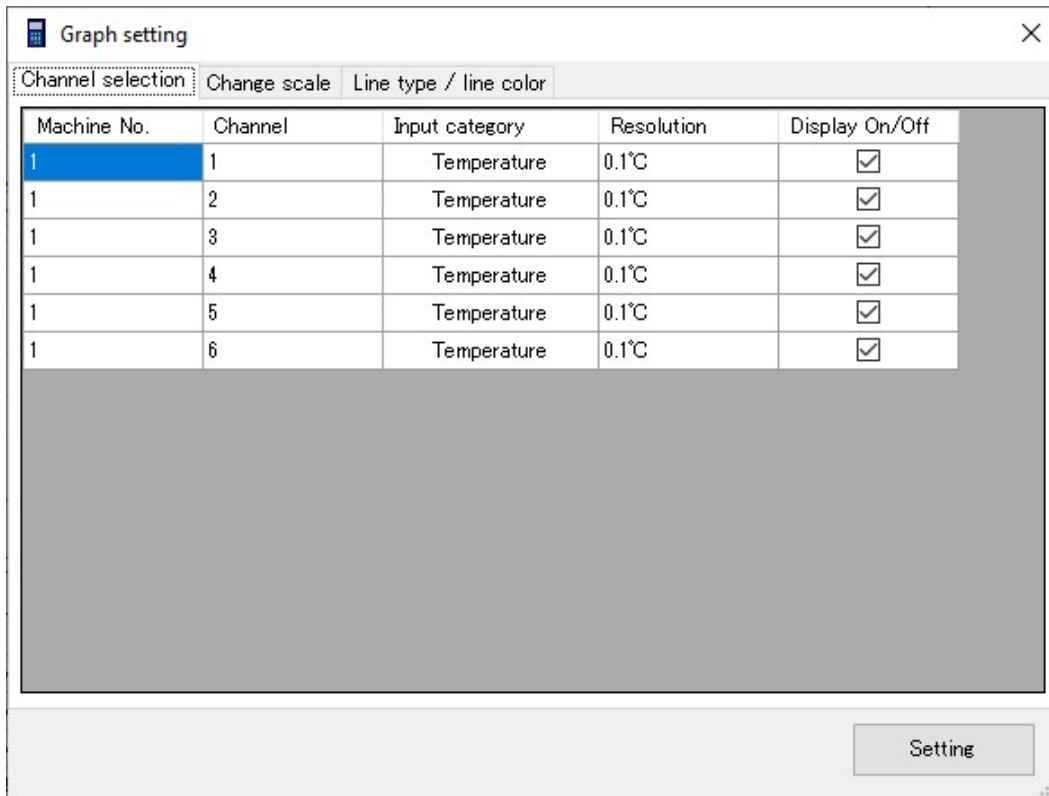 Graph setting
Channel selection Change scale Line type / line color
Machine No. Channel Input category Resolution Display On/Off
1 1 Temperature 0.1℃
1 2 Temperature 0.1℃
1 3 Temperature 0.1℃
1 4 Temperature 0.1℃
1 5 Temperature 0.1℃
1 6 Temperature 0.1℃
Setting